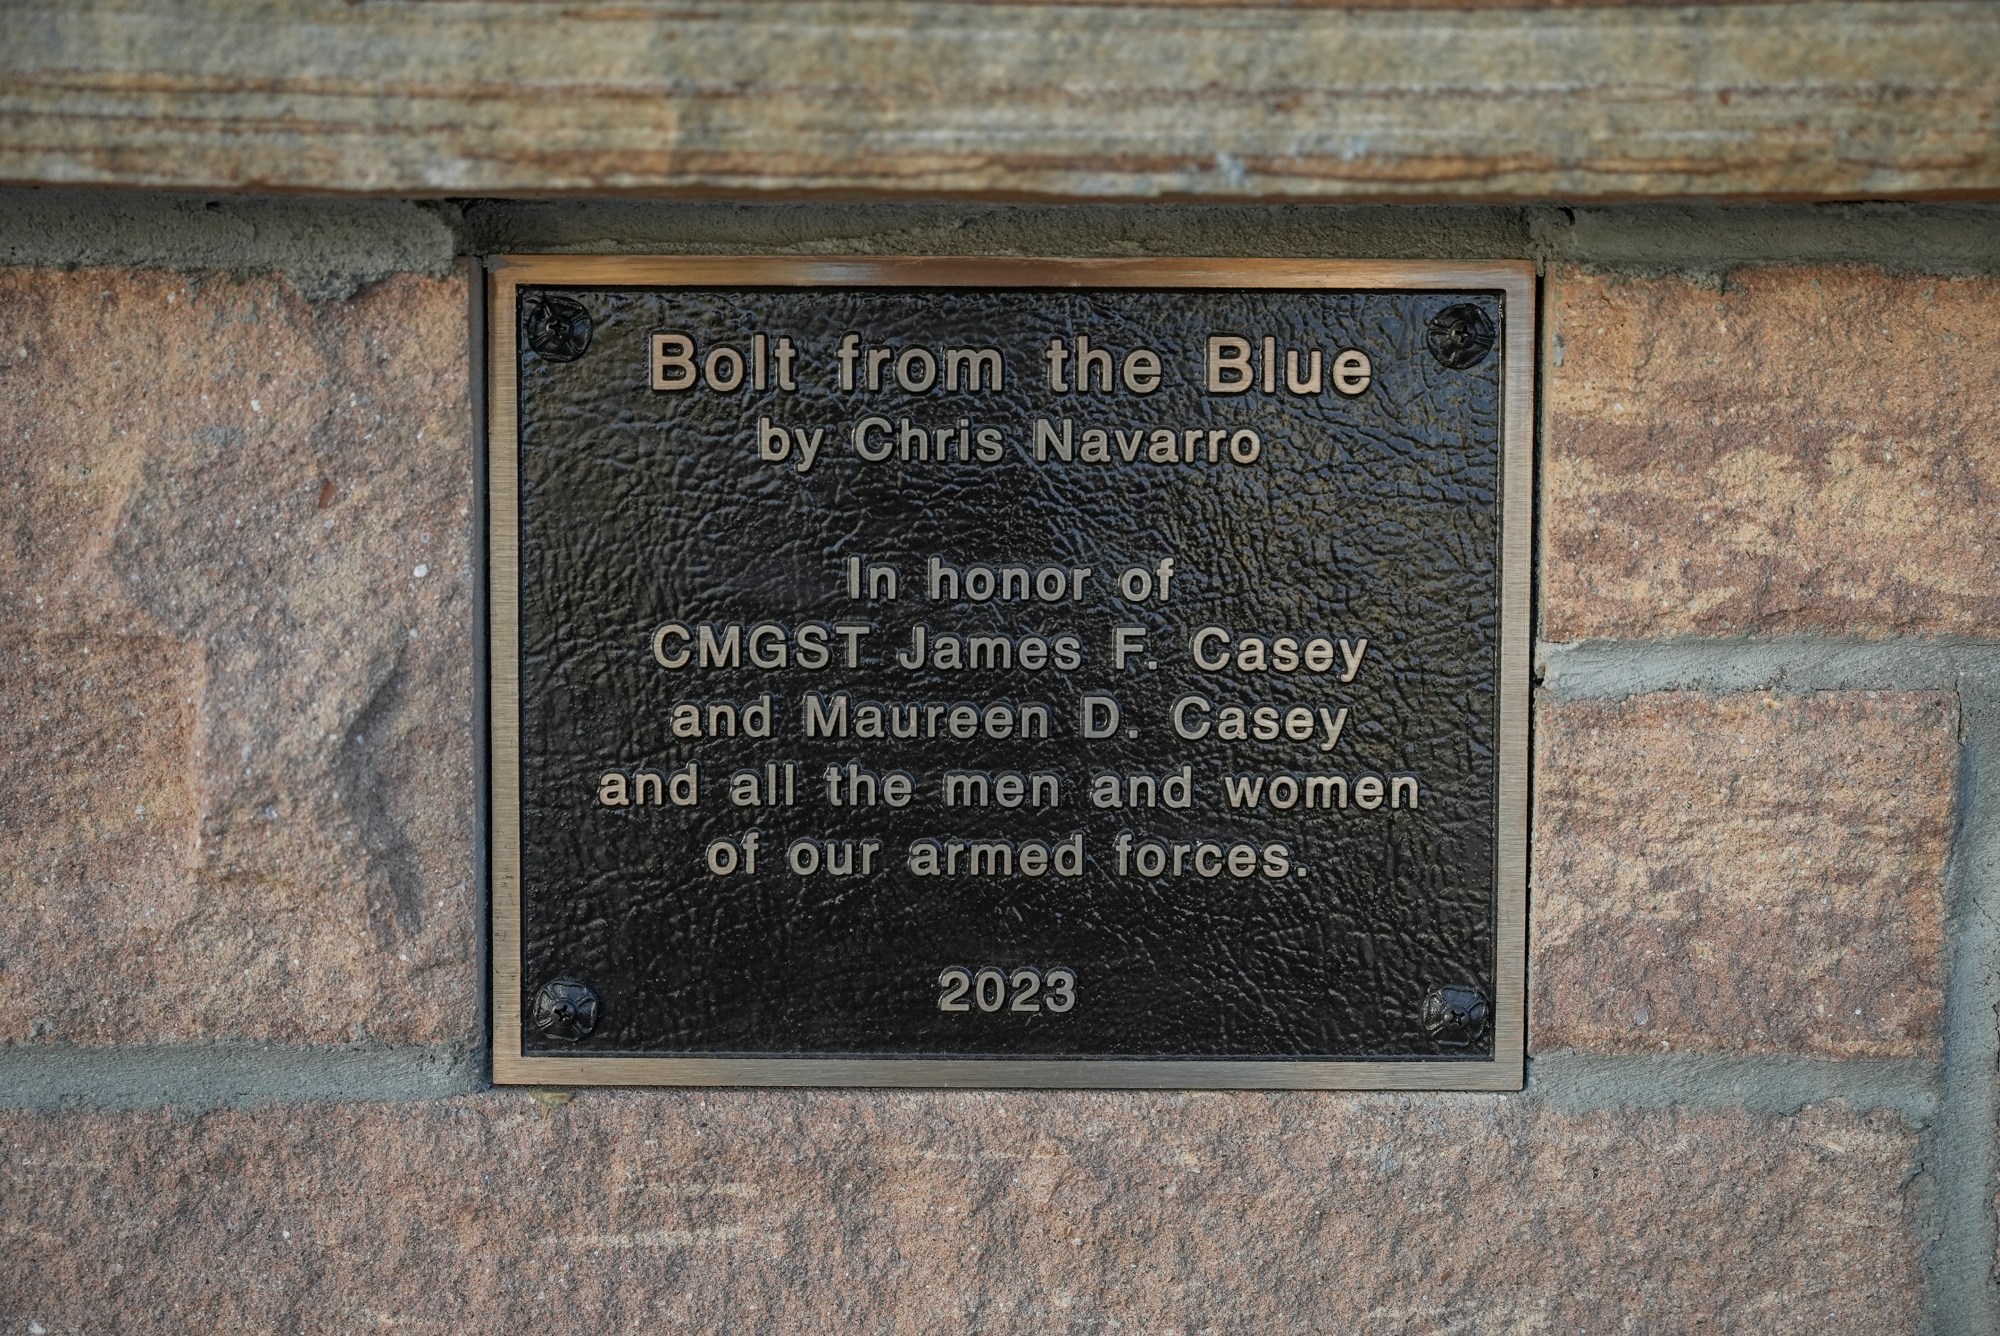 Bolt from the Blue
by Chris Navarro
In honor of
CMGST James F. Casey
and Maureen D. Casey
and all the men and women
of our armed forces.
2023